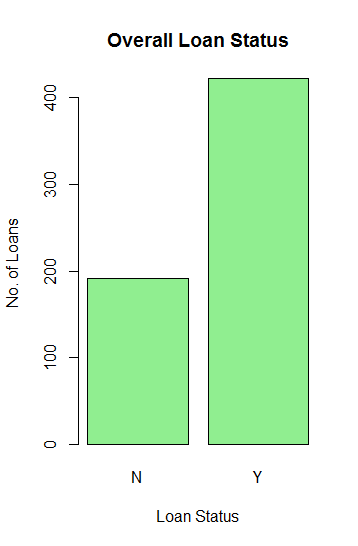 Overall Loan Status
No. of Loans
400
300
200
100
0
N Y
Loan Status